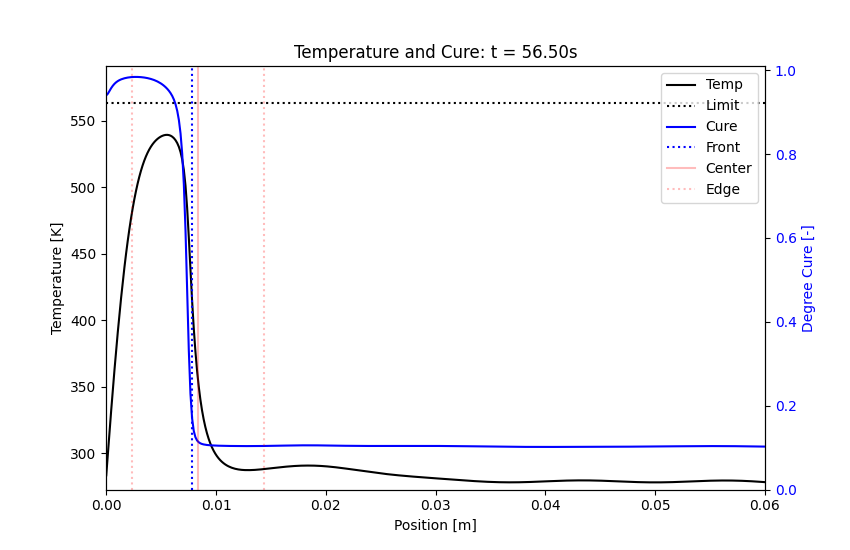 Temperature and Cure: t = 56.50s
Temp
Limit
Cure
Front
Center
Edge
Temperature [K]
550
500
450
400
350
300
Degree Cure [-]
1.0
0.8
0.6
0.4
0.2
0.0
0.00
0.01
0.02
0.03
0.04
0.05
0.06
Position [m]